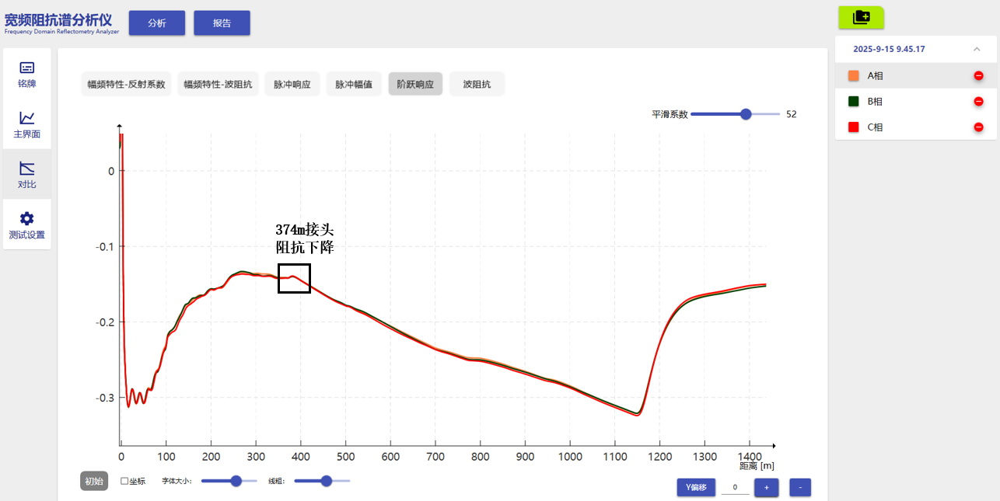 宽频阻抗谱分析仪
Frequency Domain Reflectometry Analyzer
分析
报告
铭牌
主界面
对比
测试设置
幅频特性-反射系数
幅频特性-波阻抗
脉冲响应
脉冲幅值
阶跃响应
波阻抗
平滑系数
52
0
-0.1
-0.2
-0.3
374m接头
阻抗下降
0 100 200 300 400 500 600 700 800 900 1000 1100 1200 1300 1400
距离 [m]
初始
坐标
字体大小：
线粗：
Y偏移
0
+
-
2025-9-15 9.45.17
A相
B相
C相